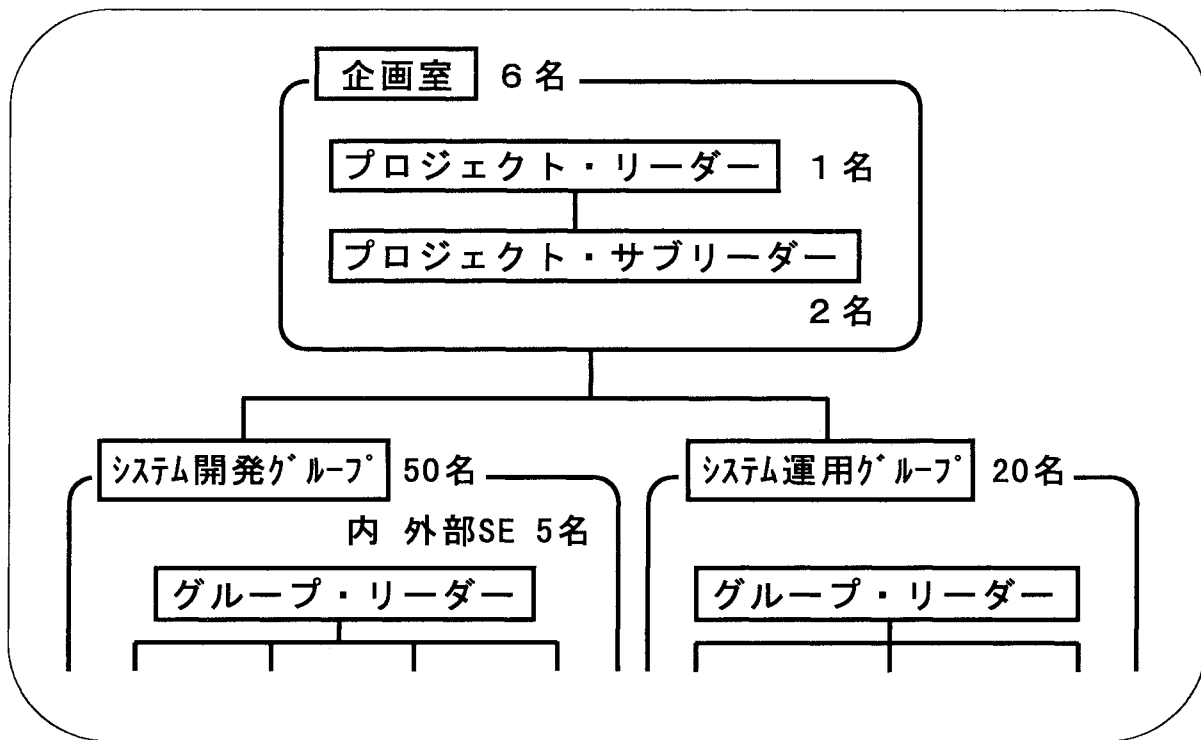 企画室 6名
プロジェクト・リーダー 1名
プロジェクト・サブリーダー
2名
ｼｽﾃﾑ開発ｸﾞﾙｰﾌﾟ 50名
内 外部SE 5名
グループ・リーダー
ｼｽﾃﾑ運用ｸﾞﾙｰﾌﾟ 20名
グループ・リーダー